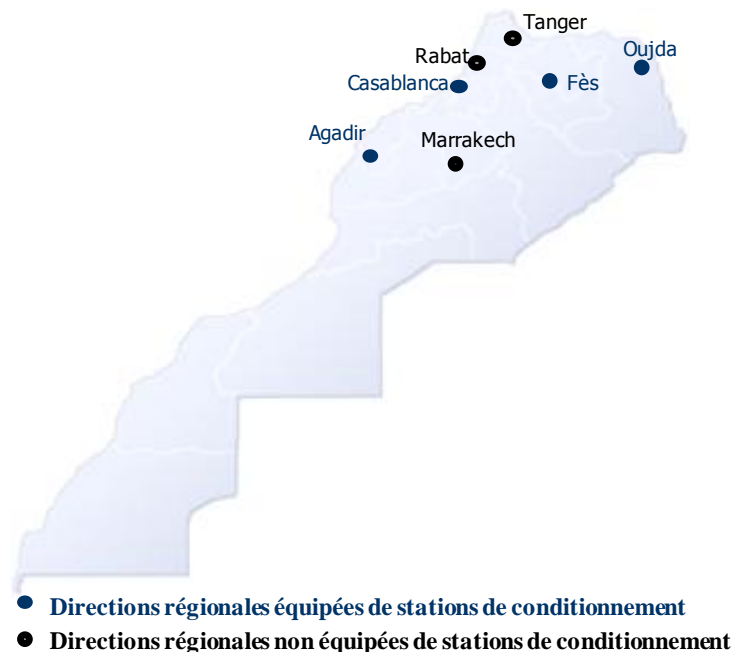 Tanger
Oujda
Rabat
Casablanca
Fès
Agadir
Marrakech
Directions régionales équipées de stations de conditionnement
Directions régionales non équipées de stations de conditionnement